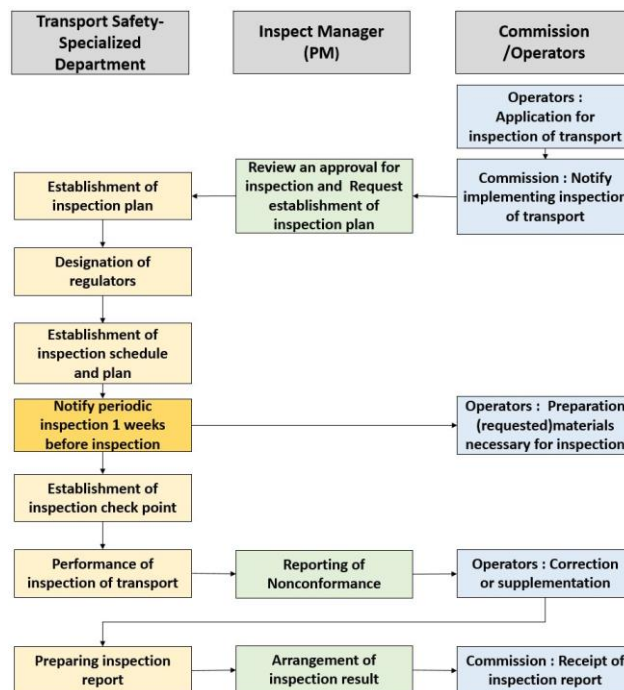 Transport Safety-
Specialized
Department
Inspect Manager
(PM)
Commission
/Operators
Operators :
Application for
inspection of transport
Establishment of
inspection plan
Review an approval for
inspection and Request
establishment of
inspection plan
Commission : Notify
implementing inspection
of transport
Designation of
regulators
Establishment of
inspection schedule
and plan
Notify periodic
inspection 1 weeks
before inspection
Operators : Preparation
(requested)materials
necessary for inspection
Establishment of
inspection check point
Performance of
inspection of transport
Reporting of
Nonconformance
Operators : Correction
or supplementation
Preparing inspection
report
Arrangement of
inspection result
Commission : Receipt of
inspection report